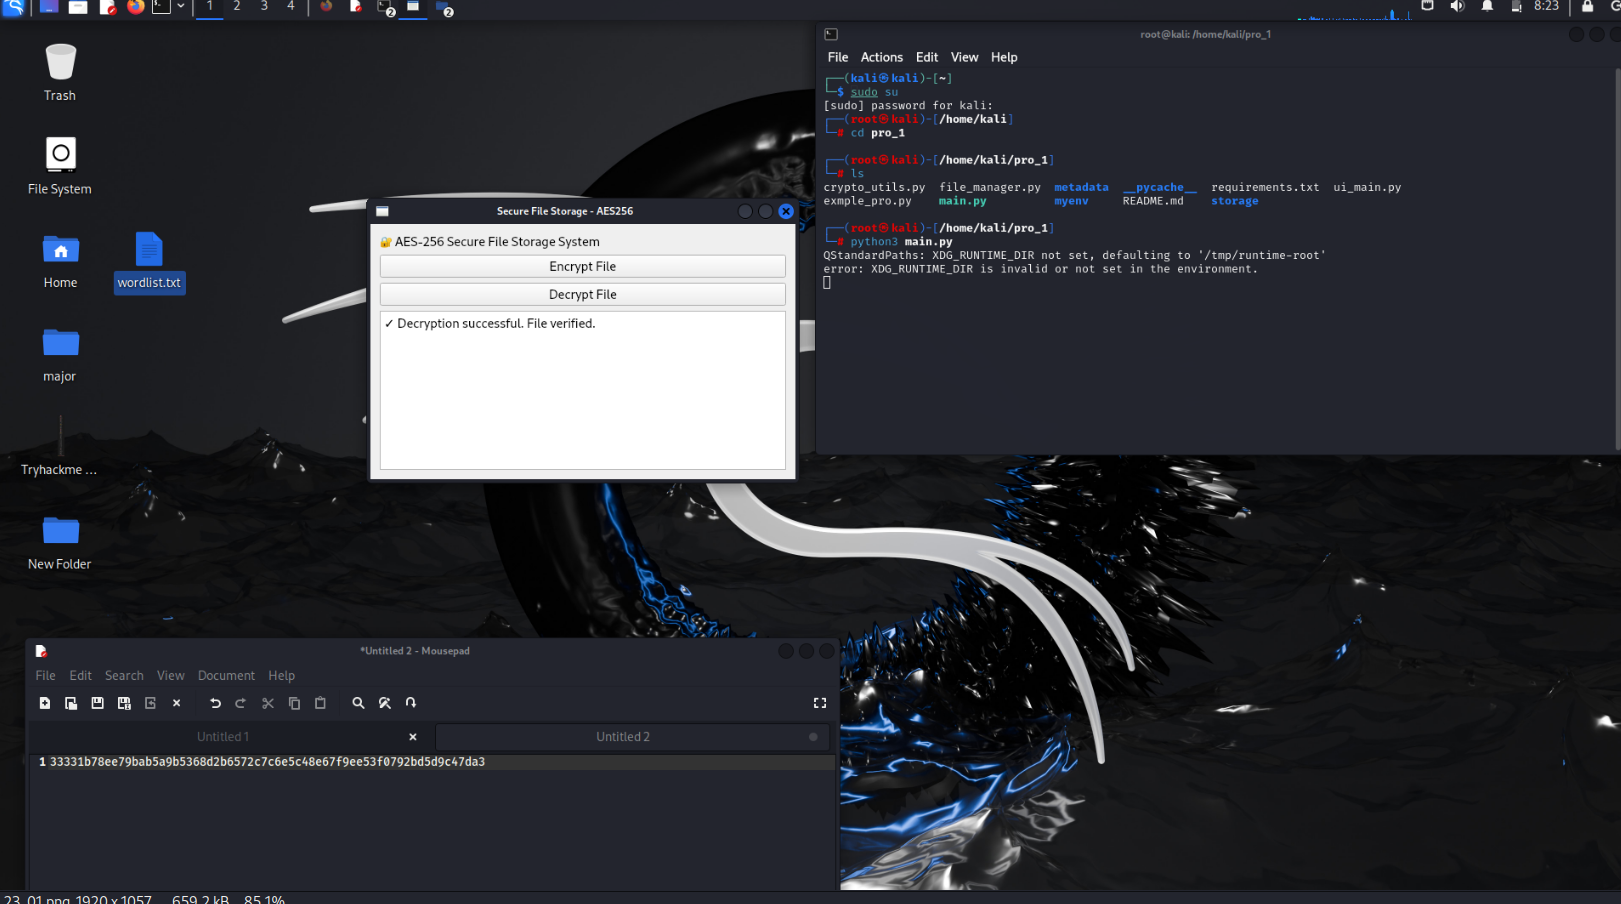 1 2 3 4
2
2
8:23
Trash
File System
Home
wordlist.txt
major
Tryhackme ...
New Folder
Secure File Storage - AES256
🔐 AES-256 Secure File Storage System
Encrypt File
Decrypt File
✓ Decryption successful. File verified.
root@kali: /home/kali/pro_1
File Actions Edit View Help
┌──(kali㉿kali)-[~]
└─$ sudo su
[sudo] password for kali:
┌──(root㉿kali)-[/home/kali]
└─# cd pro_1
┌──(root㉿kali)-[/home/kali/pro_1]
└─# ls
crypto_utils.py file_manager.py metadata __pycache__ requirements.txt ui_main.py
exmple_pro.py main.py myenv README.md storage
┌──(root㉿kali)-[/home/kali/pro_1]
└─# python3 main.py
QStandardPaths: XDG_RUNTIME_DIR not set, defaulting to '/tmp/runtime-root'
error: XDG_RUNTIME_DIR is invalid or not set in the environment.
*Untitled 2 - Mousepad
File Edit Search View Document Help
Untitled 1
Untitled 2
1 33331b78ee79bab5a9b5368d2b6572c7c6e5c48e67f9ee53f0792bd5d9c47da3
23_01.png 1920 x 1057 659.2 kB 85.1%